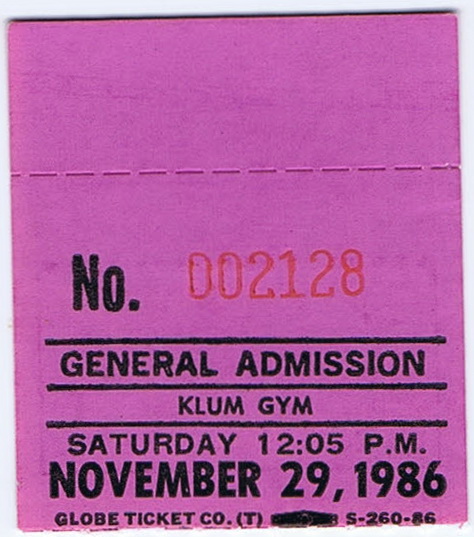 No. 002128
GENERAL ADMISSION
KLUM GYM
SATURDAY 12:05 P.M.
NOVEMBER 29, 1986
GLOBE TICKET CO. (T) S-260-86